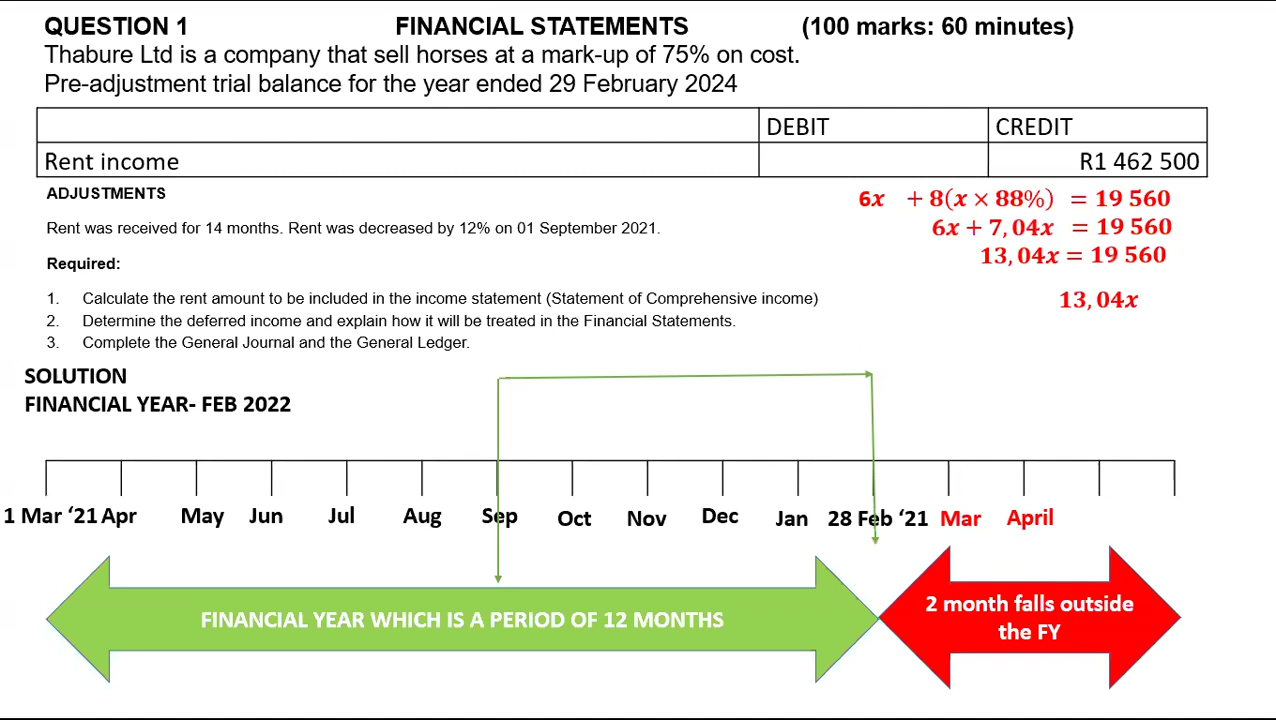 QUESTION 1 FINANCIAL STATEMENTS (100 marks: 60 minutes)
Thabure Ltd is a company that sell horses at a mark-up of 75% on cost.
Pre-adjustment trial balance for the year ended 29 February 2024
DEBIT CREDIT
Rent income R1 462 500
ADJUSTMENTS
Rent was received for 14 months. Rent was decreased by 12% on 01 September 2021.
Required:
1. Calculate the rent amount to be included in the income statement (Statement of Comprehensive income)
2. Determine the deferred income and explain how it will be treated in the Financial Statements.
3. Complete the General Journal and the General Ledger.
6x + 8(x × 88%) = 19 560
6x + 7,04x = 19 560
13,04x = 19 560
13,04x
SOLUTION
FINANCIAL YEAR- FEB 2022
1 Mar ‘21 Apr May Jun Jul Aug Sep Oct Nov Dec Jan 28 Feb ‘21 Mar April
FINANCIAL YEAR WHICH IS A PERIOD OF 12 MONTHS
2 month falls outside
the FY